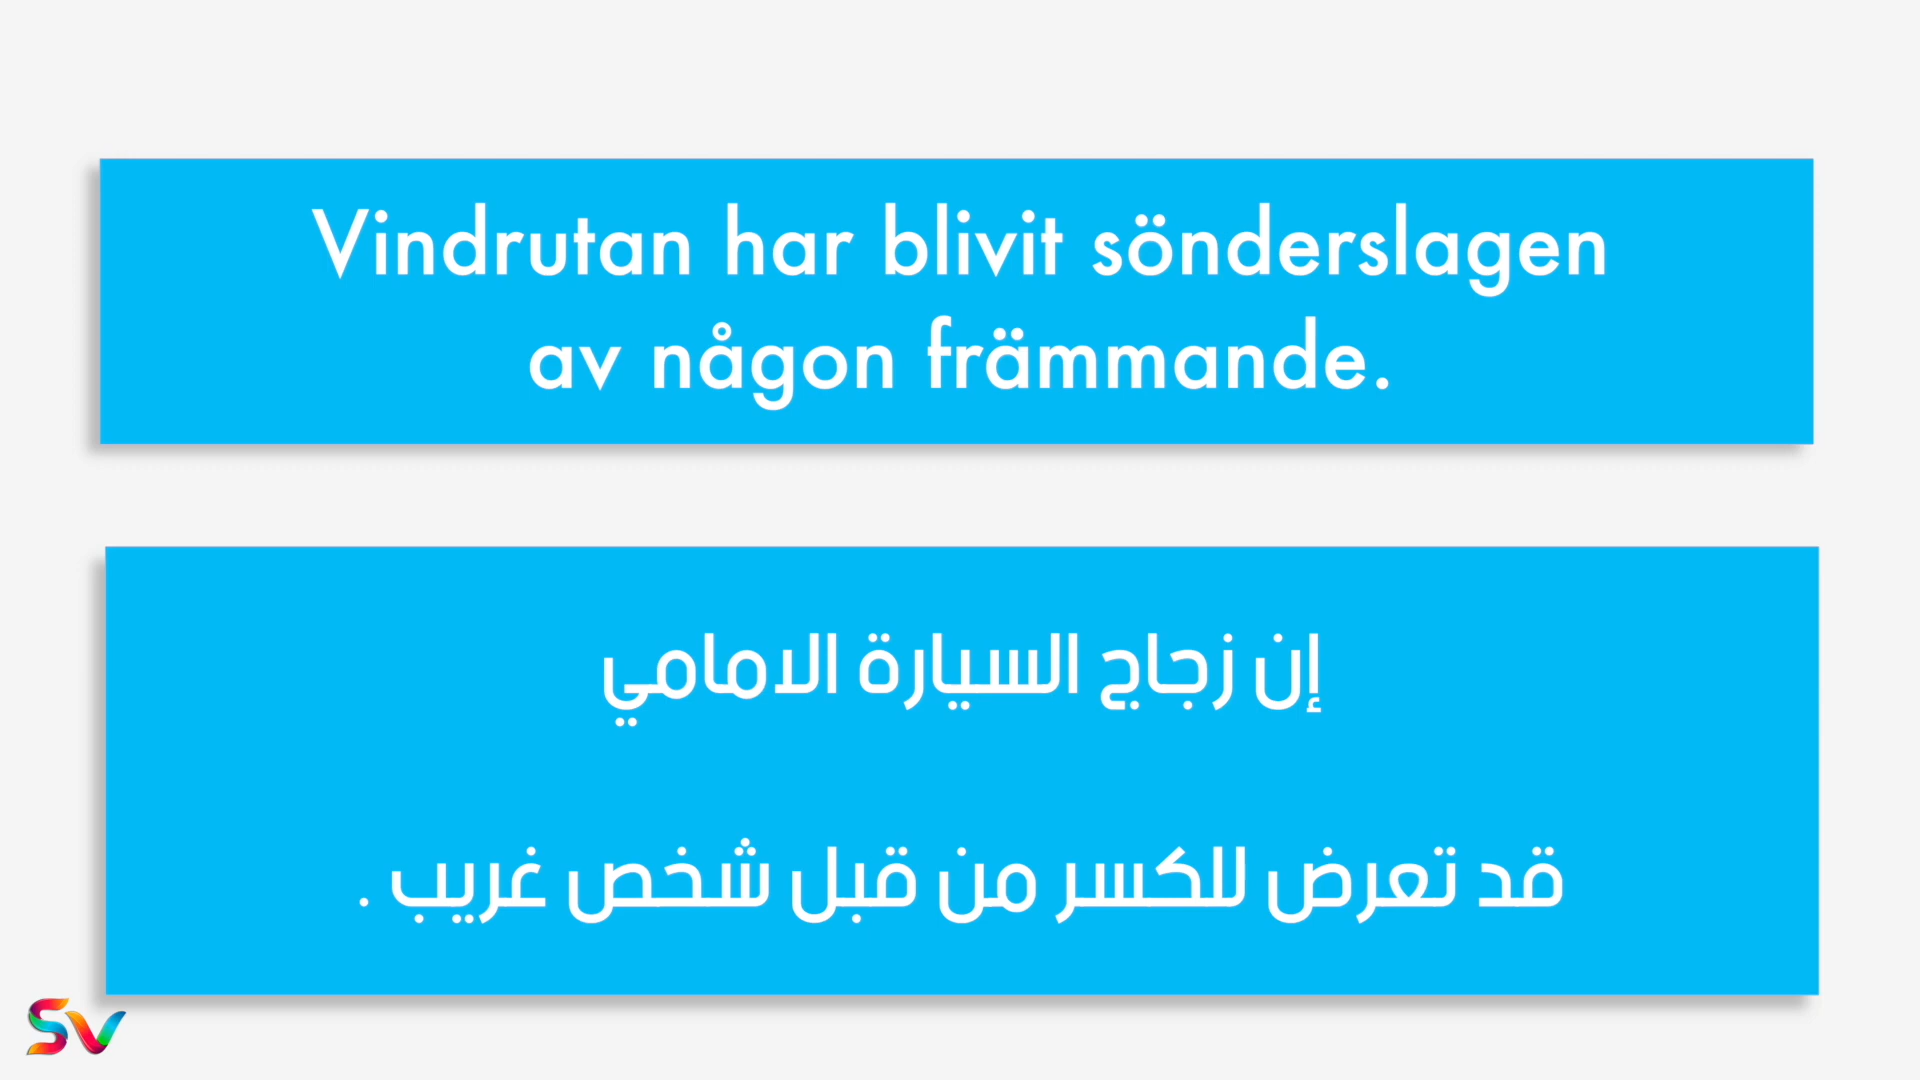 Vindrutan har blivit sönderslagen
av någon främmande.
إن زجاج السيارة الامامي
قد تعرض للكسر من قبل شخص غريب .
SV